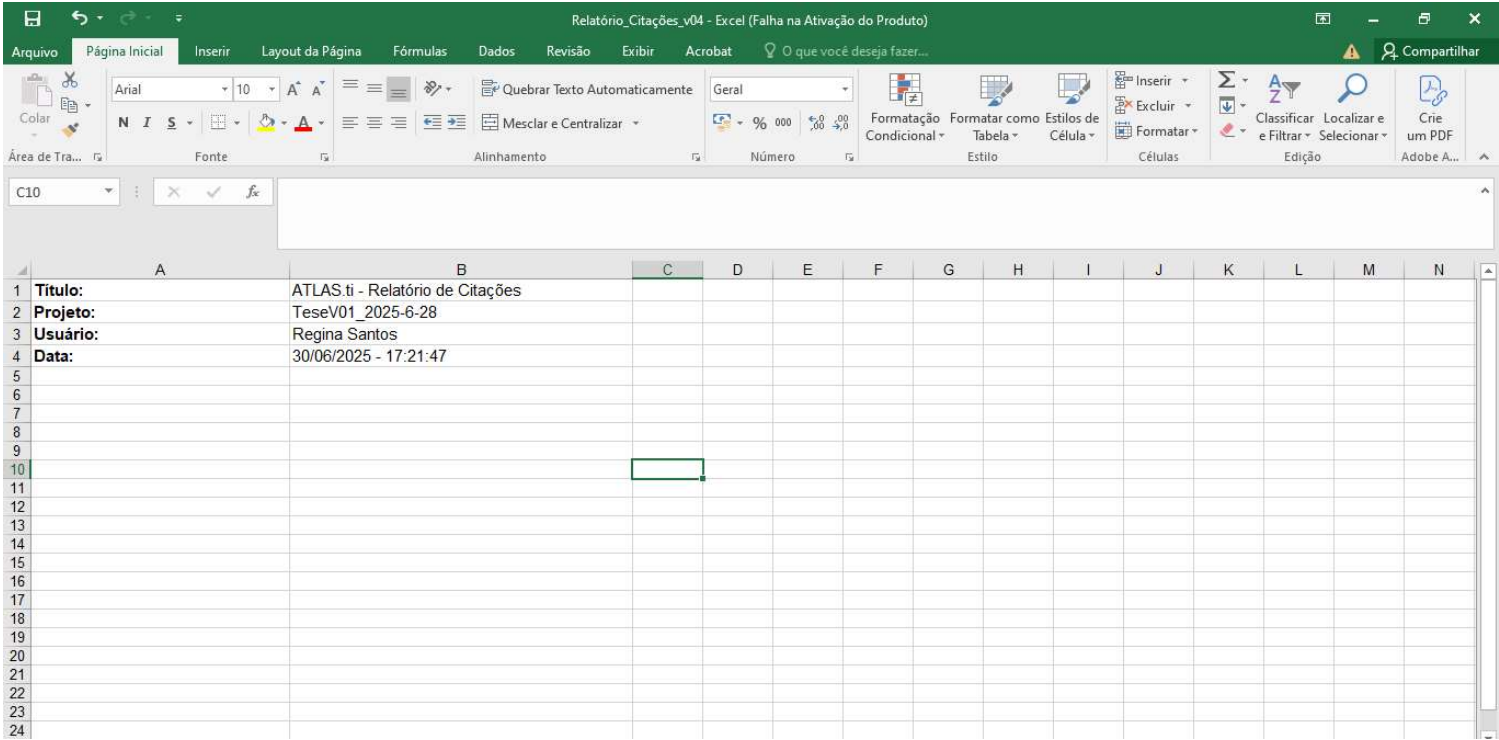 Relatório_Citações_v04 - Excel (Falha na Ativação do Produto)
Arquivo Página Inicial Inserir Layout da Página Fórmulas Dados Revisão Exibir Acrobat O que você deseja fazer... Compartilhar
Colar
Arial 10
Quebrar Texto Automaticamente
Geral
N I S
Mesclar e Centralizar
% 000
Formatação Condicional
Formatar como Tabela
Estilos de Célula
Inserir
Excluir
Formatar
Classificar e Filtrar
Localizar e Selecionar
Crie um PDF
Área de Tra... Fonte Alinhamento Número Estilo Células Edição Adobe A...
C10 fx
A B C D E F G H I J K L M N
1 Título: ATLAS.ti - Relatório de Citações
2 Projeto: TeseV01_2025-6-28
3 Usuário: Regina Santos
4 Data: 30/06/2025 - 17:21:47
5
6
7
8
9
10
11
12
13
14
15
16
17
18
19
20
21
22
23
24